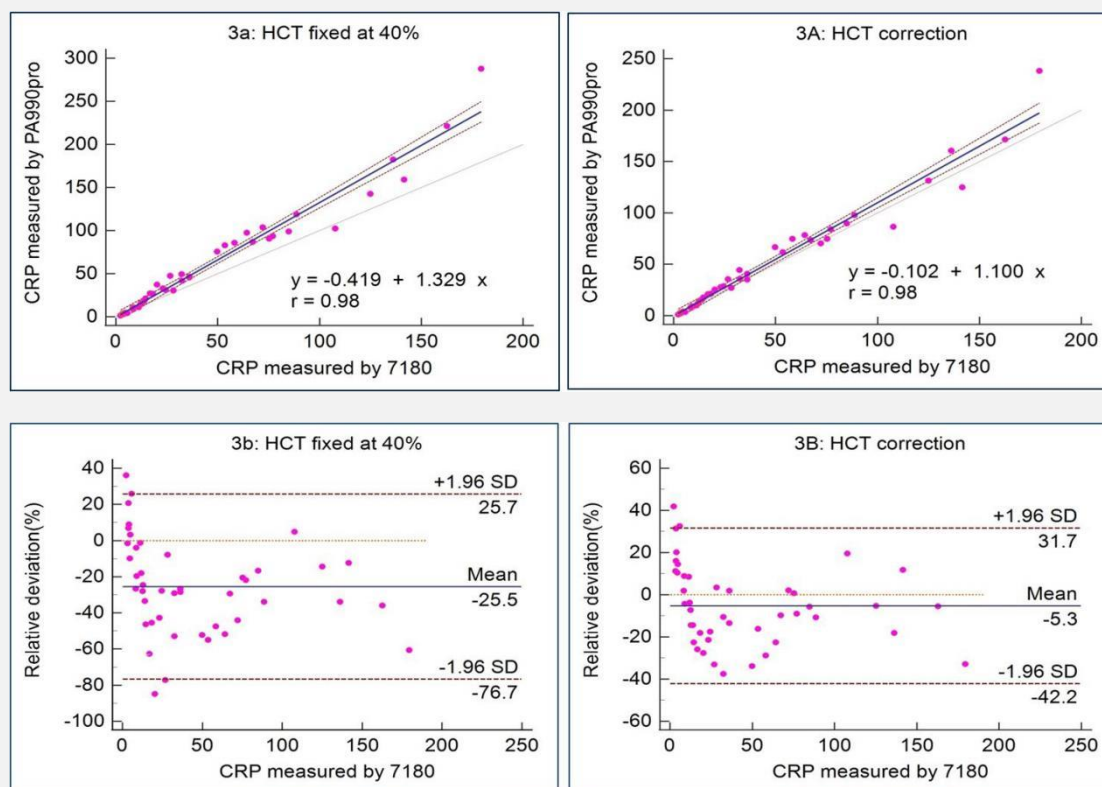 3a: HCT fixed at 40%
CRP measured by PA990pro
300
250
200
150
100
50
0
y = -0.419 + 1.329 x
r = 0.98
0 50 100 150 200
CRP measured by 7180
3A: HCT correction
CRP measured by PA990pro
250
200
150
100
50
0
y = -0.102 + 1.100 x
r = 0.98
0 50 100 150 200
CRP measured by 7180
3b: HCT fixed at 40%
Relative deviation(%)
40
20
0
-20
-40
-60
-80
-100
+1.96 SD
25.7
Mean
-25.5
-1.96 SD
-76.7
0 50 100 150 200 250
CRP measured by 7180
3B: HCT correction
Relative deviation(%)
60
40
20
0
-20
-40
-60
+1.96 SD
31.7
Mean
-5.3
-1.96 SD
-42.2
0 50 100 150 200 250
CRP measured by 7180